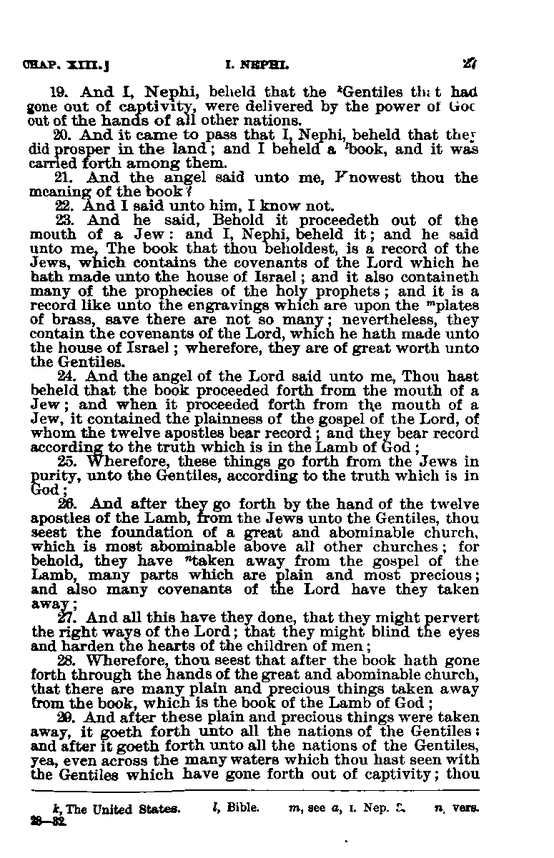 CHAP. XIII.] I. NEPHI. 27
19. And I, Nephi, beheld that the ᵏGentiles that had
gone out of captivity, were delivered by the power of God
out of the hands of all other nations.
20. And it came to pass that I, Nephi, beheld that they
did prosper in the land; and I beheld a ˡbook, and it was
carried forth among them.
21. And the angel said unto me, Knowest thou the
meaning of the book?
22. And I said unto him, I know not.
23. And he said, Behold it proceedeth out of the
mouth of a Jew: and I, Nephi, beheld it; and he said
unto me, The book that thou beholdest, is a record of the
Jews, which contains the covenants of the Lord which he
hath made unto the house of Israel; and it also containeth
many of the prophecies of the holy prophets; and it is a
record like unto the engravings which are upon the ᵐplates
of brass, save there are not so many; nevertheless, they
contain the covenants of the Lord, which he hath made unto
the house of Israel; wherefore, they are of great worth unto
the Gentiles.
24. And the angel of the Lord said unto me, Thou hast
beheld that the book proceeded forth from the mouth of a
Jew; and when it proceeded forth from the mouth of a
Jew, it contained the plainness of the gospel of the Lord, of
whom the twelve apostles bear record; and they bear record
according to the truth which is in the Lamb of God;
25. Wherefore, these things go forth from the Jews in
purity, unto the Gentiles, according to the truth which is in
God;
26. And after they go forth by the hand of the twelve
apostles of the Lamb, from the Jews unto the Gentiles, thou
seest the foundation of a great and abominable church,
which is most abominable above all other churches; for
behold, they have ⁿtaken away from the gospel of the
Lamb, many parts which are plain and most precious;
and also many covenants of the Lord have they taken
away;
27. And all this have they done, that they might pervert
the right ways of the Lord; that they might blind the eyes
and harden the hearts of the children of men;
28. Wherefore, thou seest that after the book hath gone
forth through the hands of the great and abominable church,
that there are many plain and precious things taken away
from the book, which is the book of the Lamb of God;
29. And after these plain and precious things were taken
away, it goeth forth unto all the nations of the Gentiles:
and after it goeth forth unto all the nations of the Gentiles,
yea, even across the many waters which thou hast seen with
the Gentiles which have gone forth out of captivity; thou
k, The United States. l, Bible. m, see a, I. Nep. n, vers.
28—32.